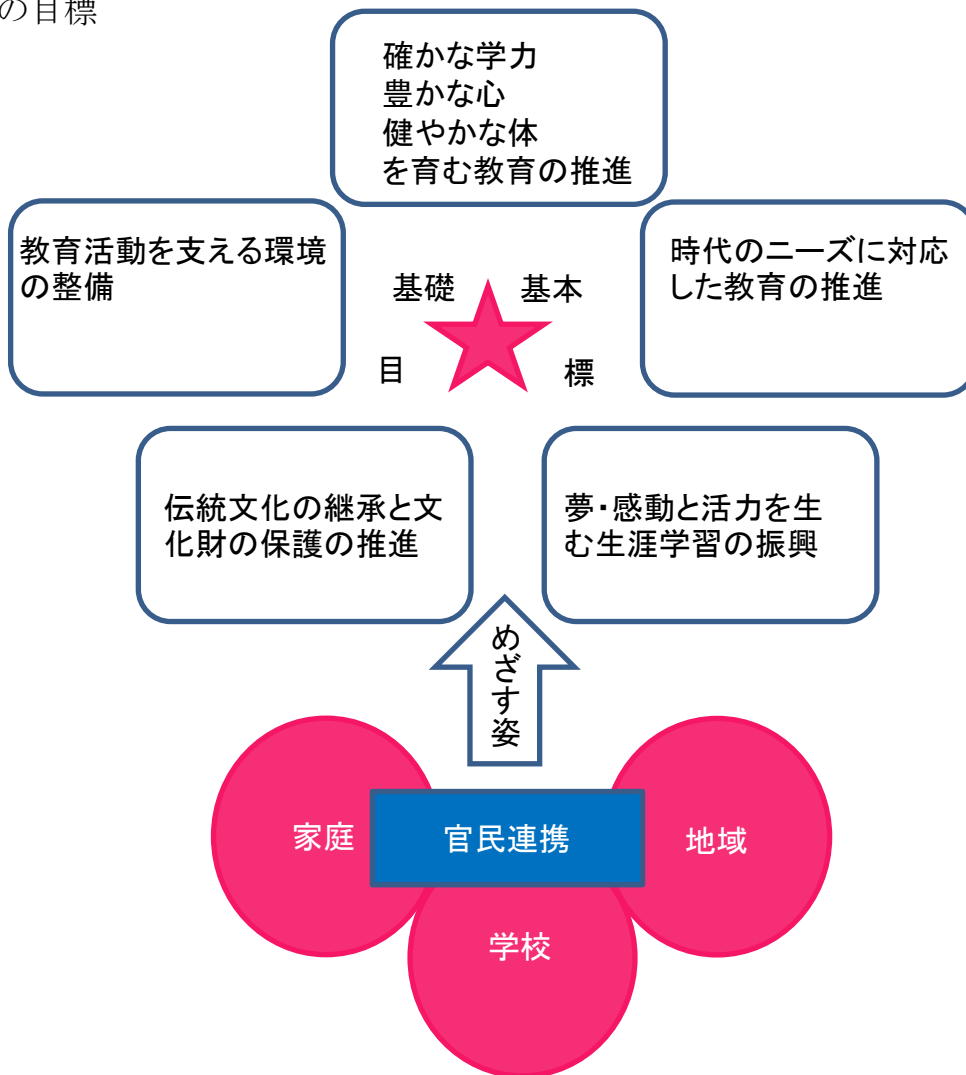 の目標
確かな学力
豊かな心
健やかな体
を育む教育の推進
教育活動を支える環境
の整備
時代のニーズに対応
した教育の推進
基礎 基本
目 標
伝統文化の継承と文
化財の保護の推進
夢・感動と活力を生
む生涯学習の振興
めざす姿
家庭
官民連携
地域
学校